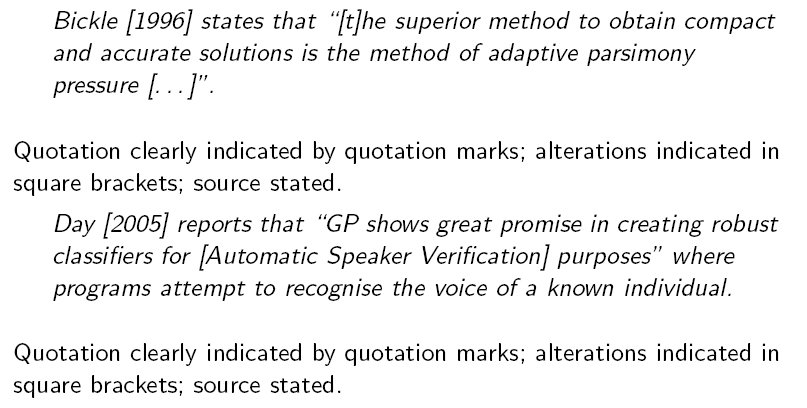 Bickle [1996] states that “[t]he superior method to obtain compact
and accurate solutions is the method of adaptive parsimony
pressure [...]”.
Quotation clearly indicated by quotation marks; alterations indicated in
square brackets; source stated.
Day [2005] reports that “GP shows great promise in creating robust
classifiers for [Automatic Speaker Verification] purposes” where
programs attempt to recognise the voice of a known individual.
Quotation clearly indicated by quotation marks; alterations indicated in
square brackets; source stated.